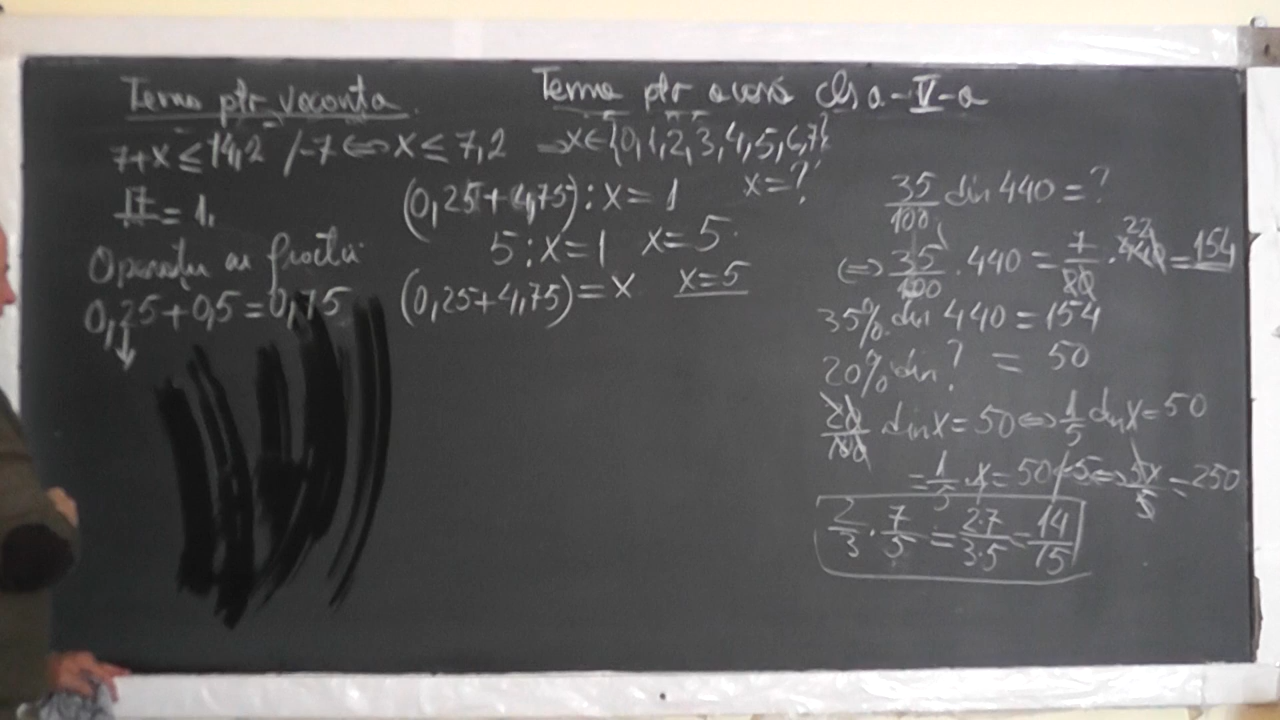 Tema ptr vacanta
Tema ptr acasă cls a-V-a
7+x ≤ 14,2 /-7 ⇔ x ≤ 7,2 ⇒ x∈{0,1,2,3,4,5,6,7}
17/ = 1,
(0,25+4,75):x=1 x=?
5:x=1 x=5
(0,25+4,75)=x x=5
cu fracții
0,25+0,5=0,75
35/100 din 440=?
⇔ 35/100 · 440 = 7/20 · 440 22 = 154
35% din 440=154
20% din ? = 50
20/100 din x=50 ⇔ 1/5 din x=50
= 1/5 · x = 50 /·5 ⇔ 5x/5 = 250
2/3 · 7/5 = 2·7/3·5 = 14/15